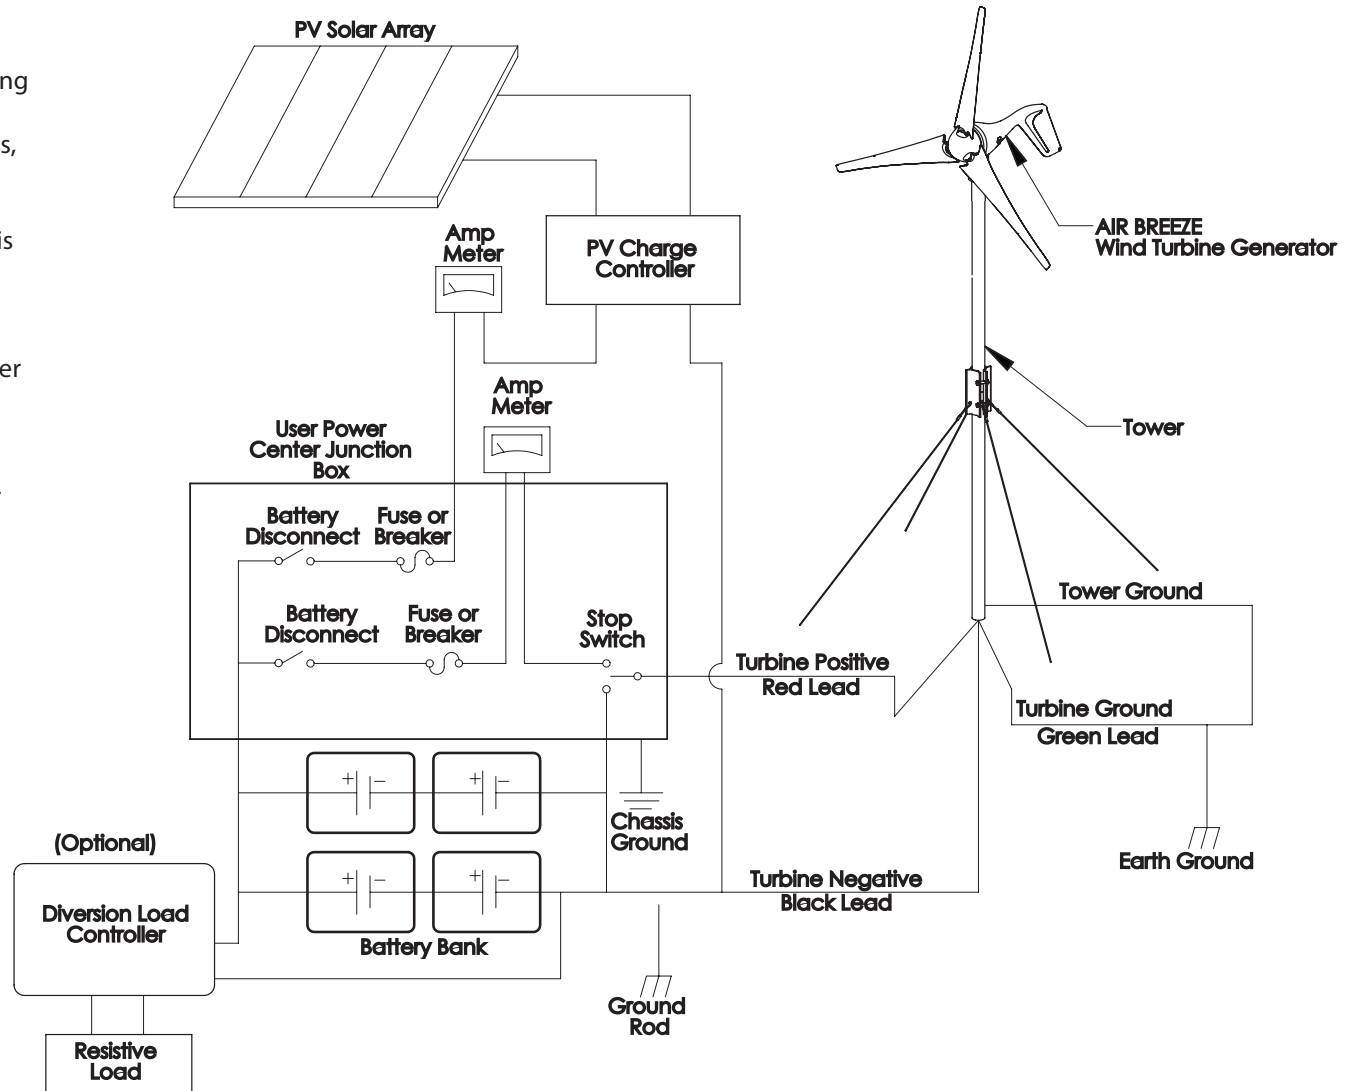 ing
s,
is
er
PV Solar Array
AIR BREEZE
Wind Turbine Generator
Amp
Meter
PV Charge
Controller
Amp
Meter
Tower
User Power
Center Junction
Box
Battery
Disconnect
Fuse or
Breaker
Battery
Disconnect
Fuse or
Breaker
Stop
Switch
Tower Ground
Turbine Positive
Red Lead
Turbine Ground
Green Lead
+ −
+ −
Chassis
Ground
Earth Ground
(Optional)
Diversion Load
Controller
+ −
+ −
Battery Bank
Turbine Negative
Black Lead
Ground
Rod
Resistive
Load